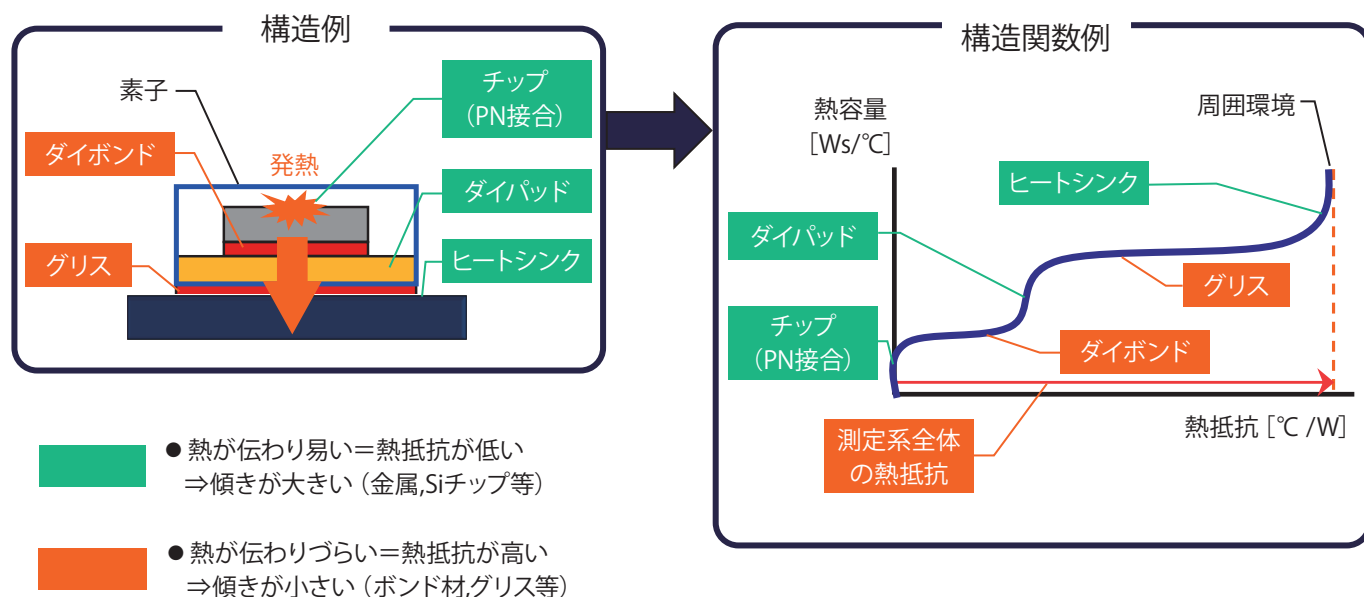 構造例
素子
チップ
(PN接合)
ダイボンド
発熱
ダイパッド
グリス
ヒートシンク
構造関数例
熱容量
[Ws/℃]
周囲環境
ヒートシンク
ダイパッド
グリス
チップ
(PN接合)
ダイボンド
測定系全体
の熱抵抗
熱抵抗 [℃ /W]
● 熱が伝わり易い＝熱抵抗が低い
⇒傾きが大きい (金属,Siチップ等)
● 熱が伝わりづらい＝熱抵抗が高い
⇒傾きが小さい (ボンド材,グリス等)